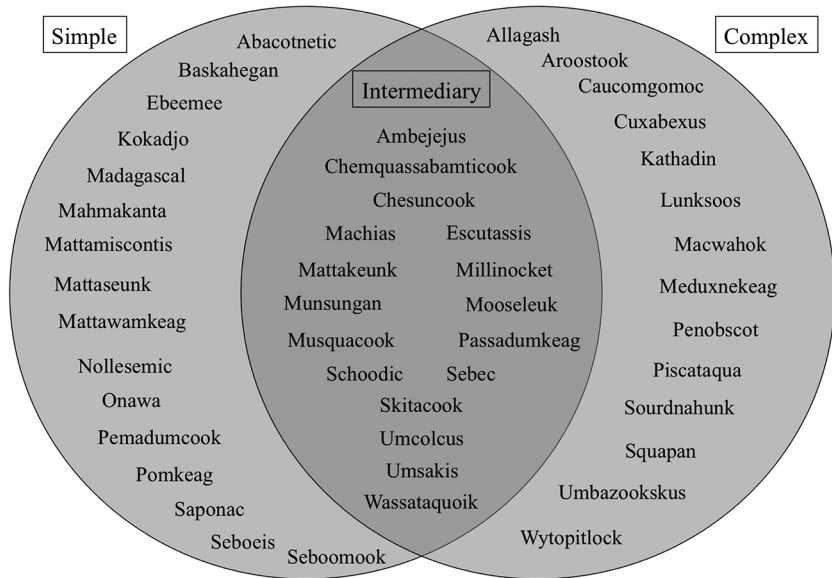 Simple
Abacotnetic
Baskahegan
Ebeemee
Kokadjo
Madagascal
Mahmakanta
Mattamiscontis
Mattaseunk
Mattawamkeag
Nollesemic
Onawa
Pemadumcook
Pomkeag
Saponac
Seboeis
Seboomook
Intermediary
Ambejejus
Chemquassabamticook
Chesuncook
Machias Escutassis
Mattakeunk Millinocket
Munsungan Mooseleuk
Musquacook Passadumkeag
Schoodic Sebec
Skitacook
Umcolcus
Umsakis
Wassataquoik
Complex
Allagash
Aroostook
Caucomgomoc
Cuxabexus
Kathadin
Lunksoos
Macwahok
Meduxnekeag
Penobscot
Piscataqua
Sourdnahunk
Squapan
Umbazookskus
Wytopitlock